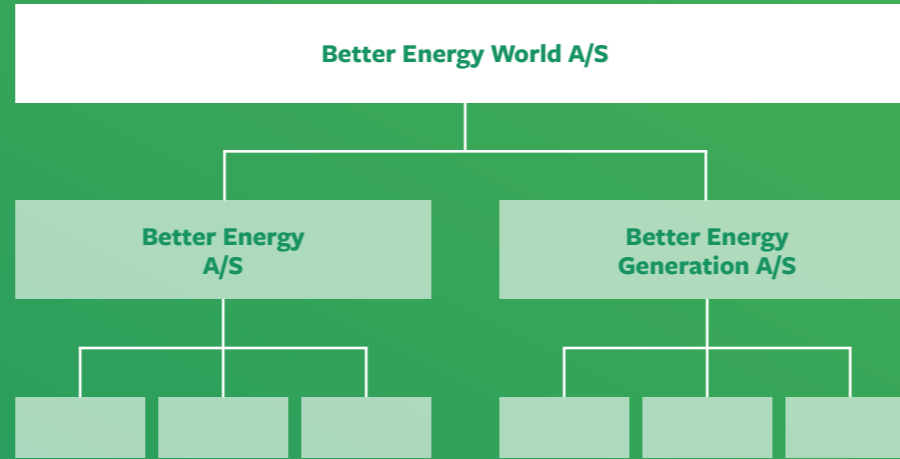 Better Energy World A/S
Better Energy
A/S
Better Energy
Generation A/S